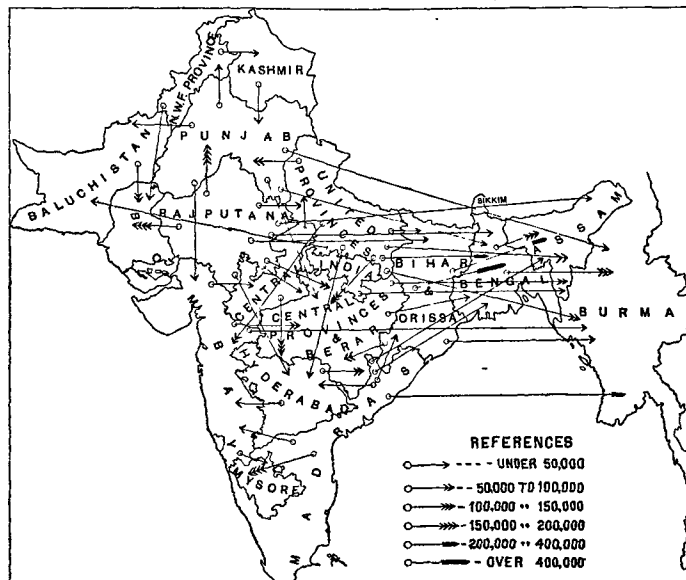 KASHMIR
N.W.F. PROVINCE
PUNJAB
BALUCHISTAN
RAJPUTANA
UNITED PROVINCES
SIKKIM
ASSAM
CENTRAL INDIA
BIHAR
& BENGAL
ORISSA
CENTRAL PROVINCES & BERAR
BURMA
BOMBAY
HYDERABAD
MADRAS
MYSORE
REFERENCES
---- UNDER 50,000
- 50,000 TO 100,000
- 100,000 " 150,000
- 150,000 " 200,000
- 200,000 " 400,000
- OVER 400,000